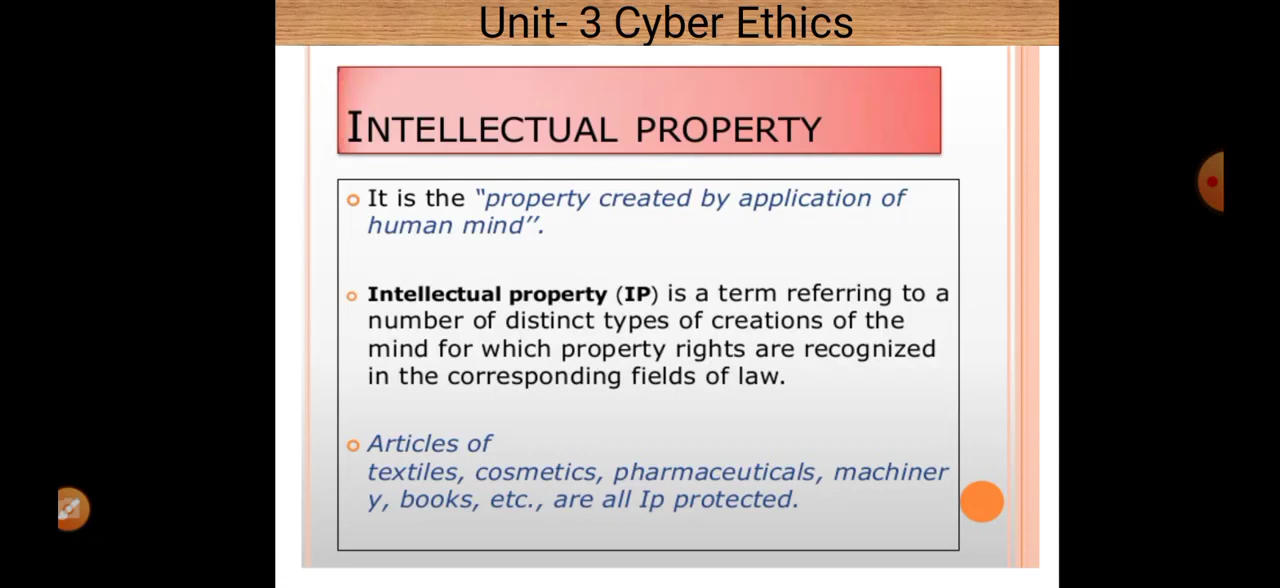 Unit- 3 Cyber Ethics
INTELLECTUAL PROPERTY
It is the “property created by application of
human mind’’.
Intellectual property (IP) is a term referring to a
number of distinct types of creations of the
mind for which property rights are recognized
in the corresponding fields of law.
Articles of
textiles, cosmetics, pharmaceuticals, machiner
y, books, etc., are all Ip protected.